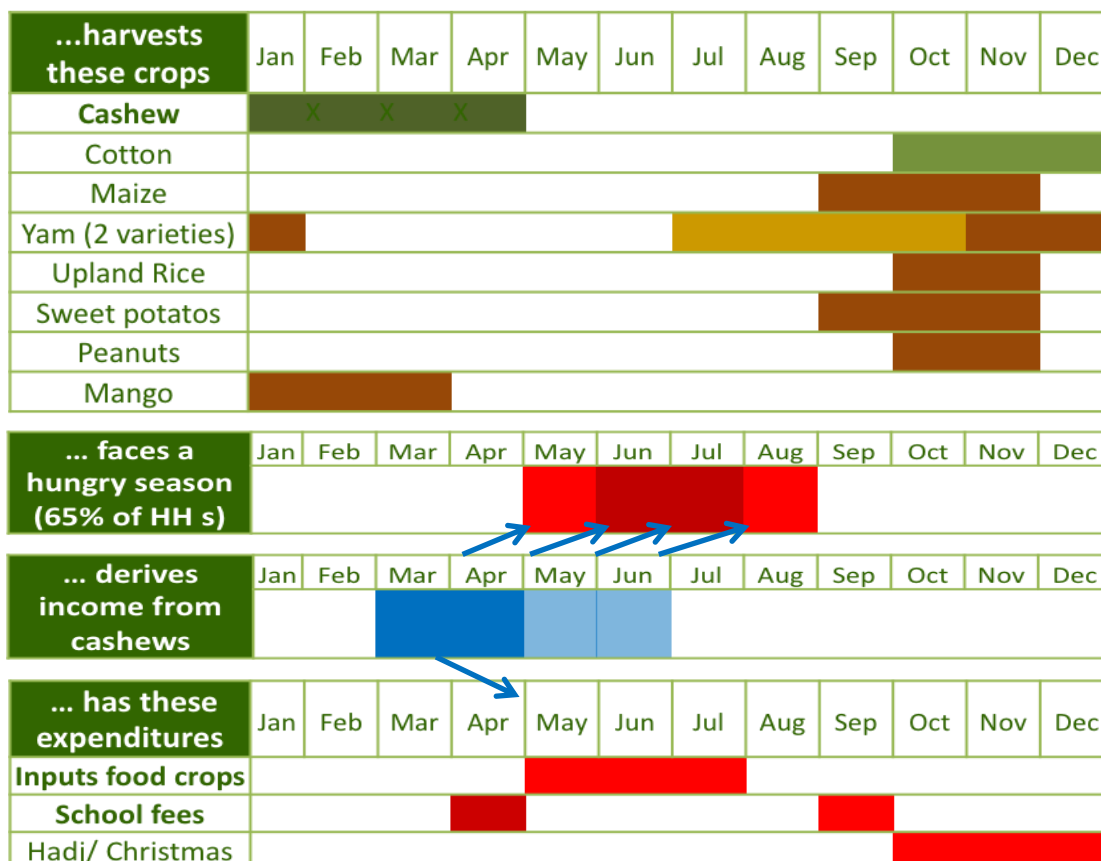 ...harvests these crops Jan Feb Mar Apr May Jun Jul Aug Sep Oct Nov Dec
Cashew X X X
Cotton
Maize
Yam (2 varieties)
Upland Rice
Sweet potatos
Peanuts
Mango
... faces a hungry season (65% of HH s) Jan Feb Mar Apr May Jun Jul Aug Sep Oct Nov Dec
... derives income from cashews Jan Feb Mar Apr May Jun Jul Aug Sep Oct Nov Dec
... has these expenditures Jan Feb Mar Apr May Jun Jul Aug Sep Oct Nov Dec
Inputs food crops
School fees
Hadj/ Christmas